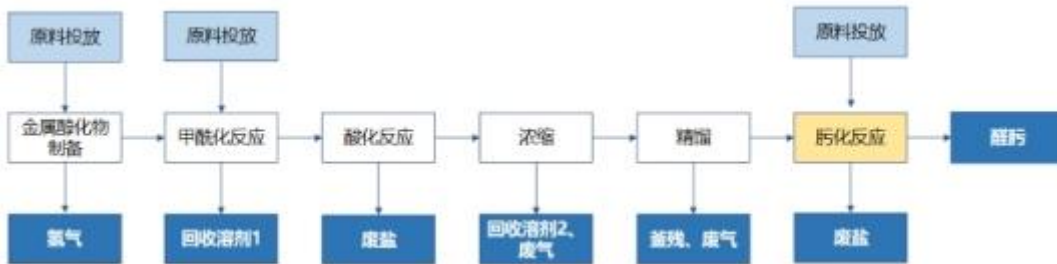 原料投放
原料投放
原料投放
金属醇化物
制备
甲酰化反应
酸化反应
浓缩
精馏
肟化反应
醛肟
氢气
回收溶剂1
废盐
回收溶剂2、
废气
釜残、废气
废盐